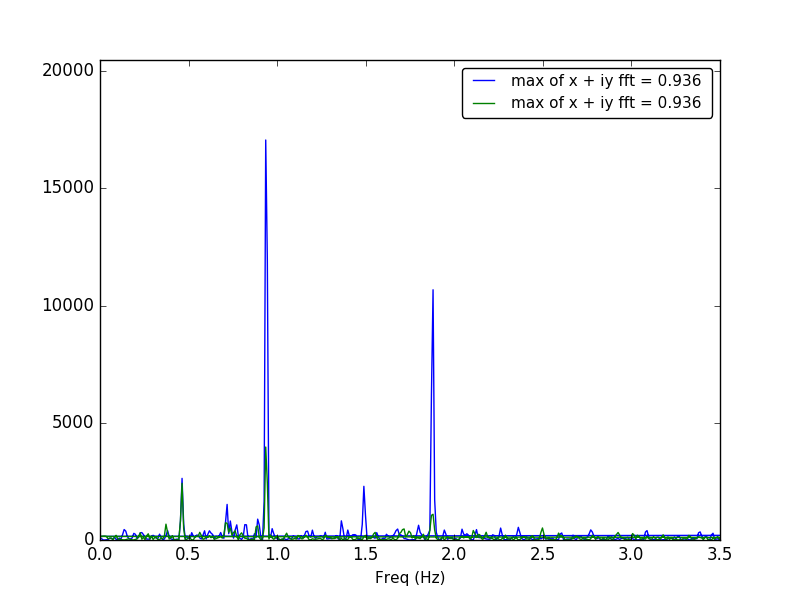 max of x + iy fft = 0.936
max of x + iy fft = 0.936
20000
15000
10000
5000
0
0.0 0.5 1.0 1.5 2.0 2.5 3.0 3.5
Freq (Hz)